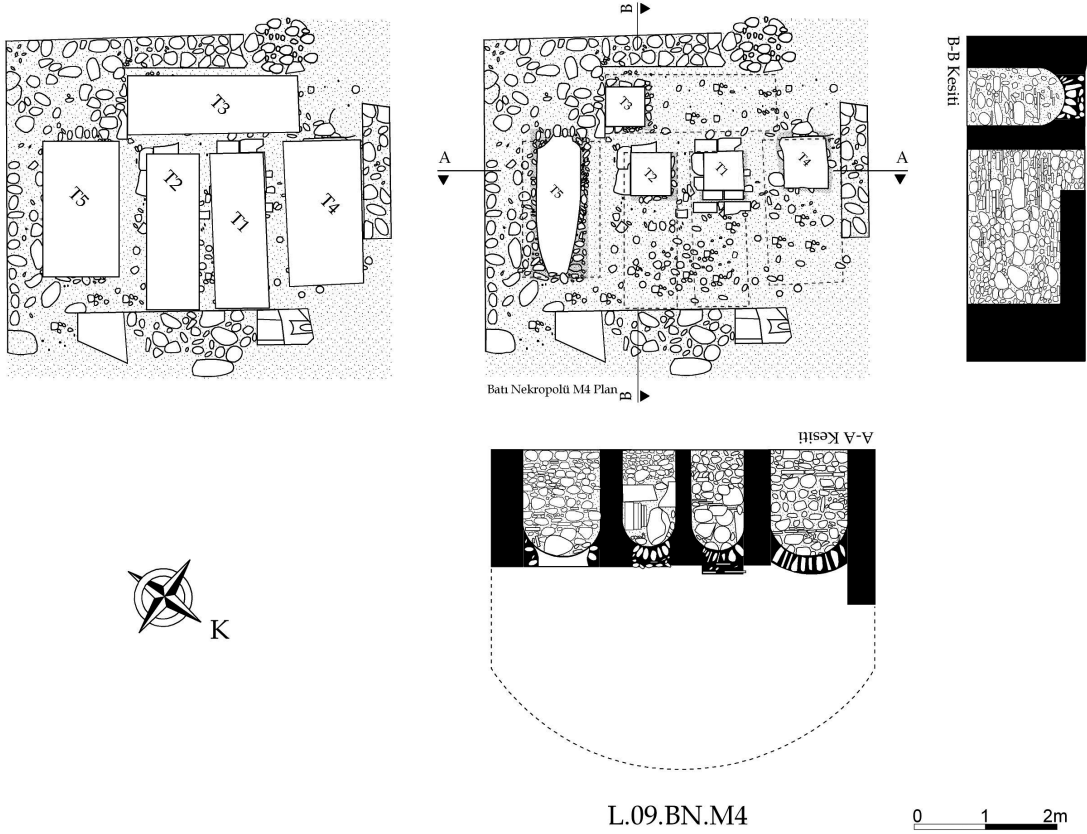 T3
T5
T2
T1
T4
B
T3
A
A
T2
T1
T4
T5
Batı Nekropolü M4 Plan
B
B-B Kesiti
A-A Kesiti
K
L.09.BN.M4
0 1 2m